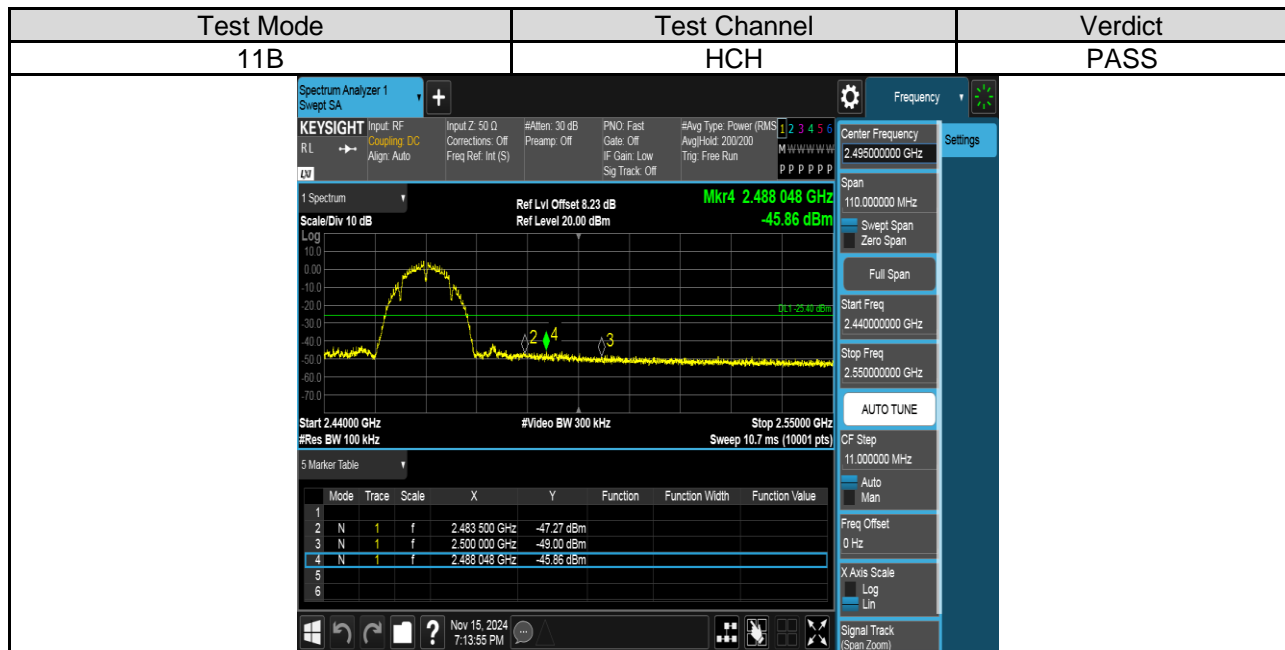 Test Mode Test Channel Verdict
11B HCH PASS
Spectrum Analyzer 1
Swept SA
+
Frequency
KEYSIGHT
RL
LXI
Input: RF
Coupling: DC
Align: Auto
Input Z: 50 Ω
Corrections: Off
Freq Ref: Int (S)
#Atten: 30 dB
Preamp: Off
PNO: Fast
Gate: Off
IF Gain: Low
Sig Track: Off
#Avg Type: Power (RMS
Avg|Hold: 200/200
Trig: Free Run
1 2 3 4 5 6
M W W W W W
P P P P P P
Center Frequency
2.495000000 GHz
Settings
Span
110.000000 MHz
Swept Span
Zero Span
Full Span
Start Freq
2.440000000 GHz
Stop Freq
2.550000000 GHz
AUTO TUNE
CF Step
11.000000 MHz
Auto
Man
Freq Offset
0 Hz
X Axis Scale
Log
Lin
Signal Track
(Span Zoom)
1 Spectrum
Scale/Div 10 dB
Ref Lvl Offset 8.23 dB
Ref Level 20.00 dBm
Mkr4 2.488 048 GHz
-45.86 dBm
Log
10.0
0.00
-10.0
-20.0
-30.0
-40.0
-50.0
-60.0
-70.0
DL1 -25.40 dBm
2 4 3
Start 2.44000 GHz
#Res BW 100 kHz
#Video BW 300 kHz
Stop 2.55000 GHz
Sweep 10.7 ms (10001 pts)
5 Marker Table
Mode Trace Scale X Y Function Function Width Function Value
1
2 N 1 f 2.483 500 GHz -47.27 dBm
3 N 1 f 2.500 000 GHz -49.00 dBm
4 N 1 f 2.488 048 GHz -45.86 dBm
5
6
?
Nov 15, 2024
7:13:55 PM